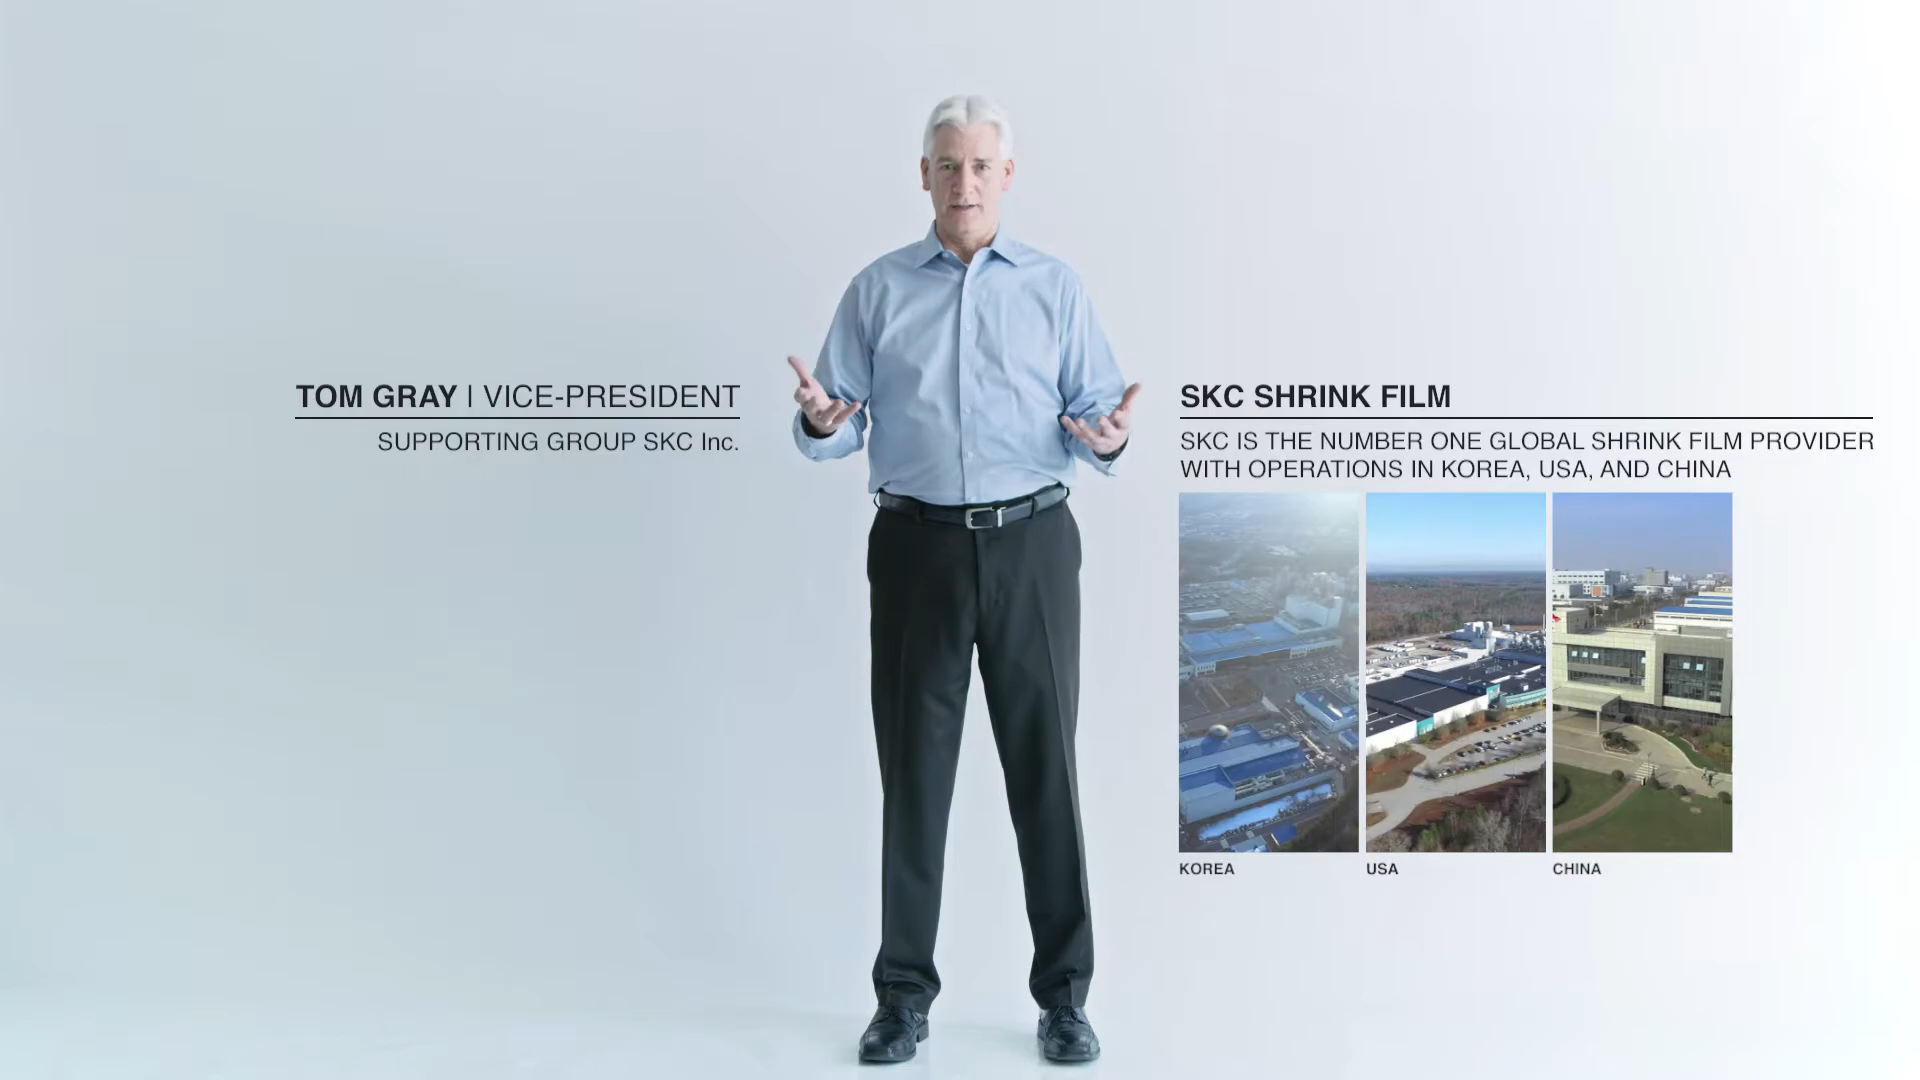 TOM GRAY | VICE-PRESIDENT
SUPPORTING GROUP SKC Inc.
SKC SHRINK FILM
SKC IS THE NUMBER ONE GLOBAL SHRINK FILM PROVIDER
WITH OPERATIONS IN KOREA, USA, AND CHINA
KOREA
USA
CHINA